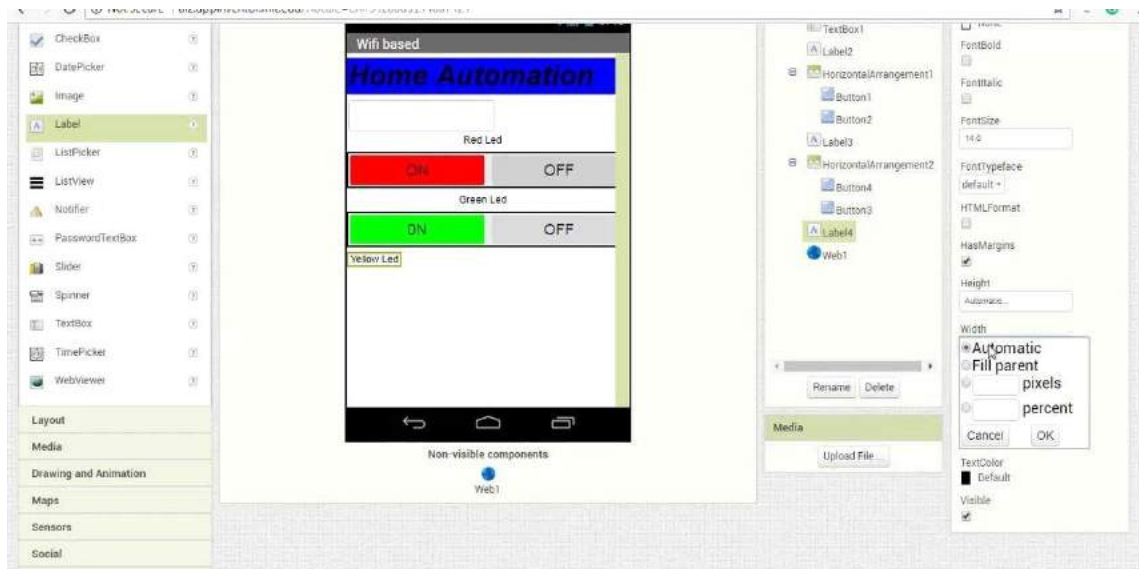 Not secure
CheckBox
DatePicker
Image
Label
ListPicker
ListView
Notifier
PasswordTextBox
Slider
Spinner
TextBox
TimePicker
WebViewer
Layout
Media
Drawing and Animation
Maps
Sensors
Social
Wifi based
Home Automation
Red Led
ON OFF
Green Led
ON OFF
Yellow Led
Non-visible components
Web1
TextBox1
Label2
HorizontalArrangement1
Button1
Button2
Label3
HorizontalArrangement2
Button4
Button3
Label4
Web1
Rename Delete
Media
Upload File ...
None
FontBold
FontItalic
FontSize
14.0
FontTypeface
default
HTMLFormat
HasMargins
Height
Automatic...
Width
Automatic
Fill parent
pixels
percent
Cancel OK
TextColor
Default
Visible